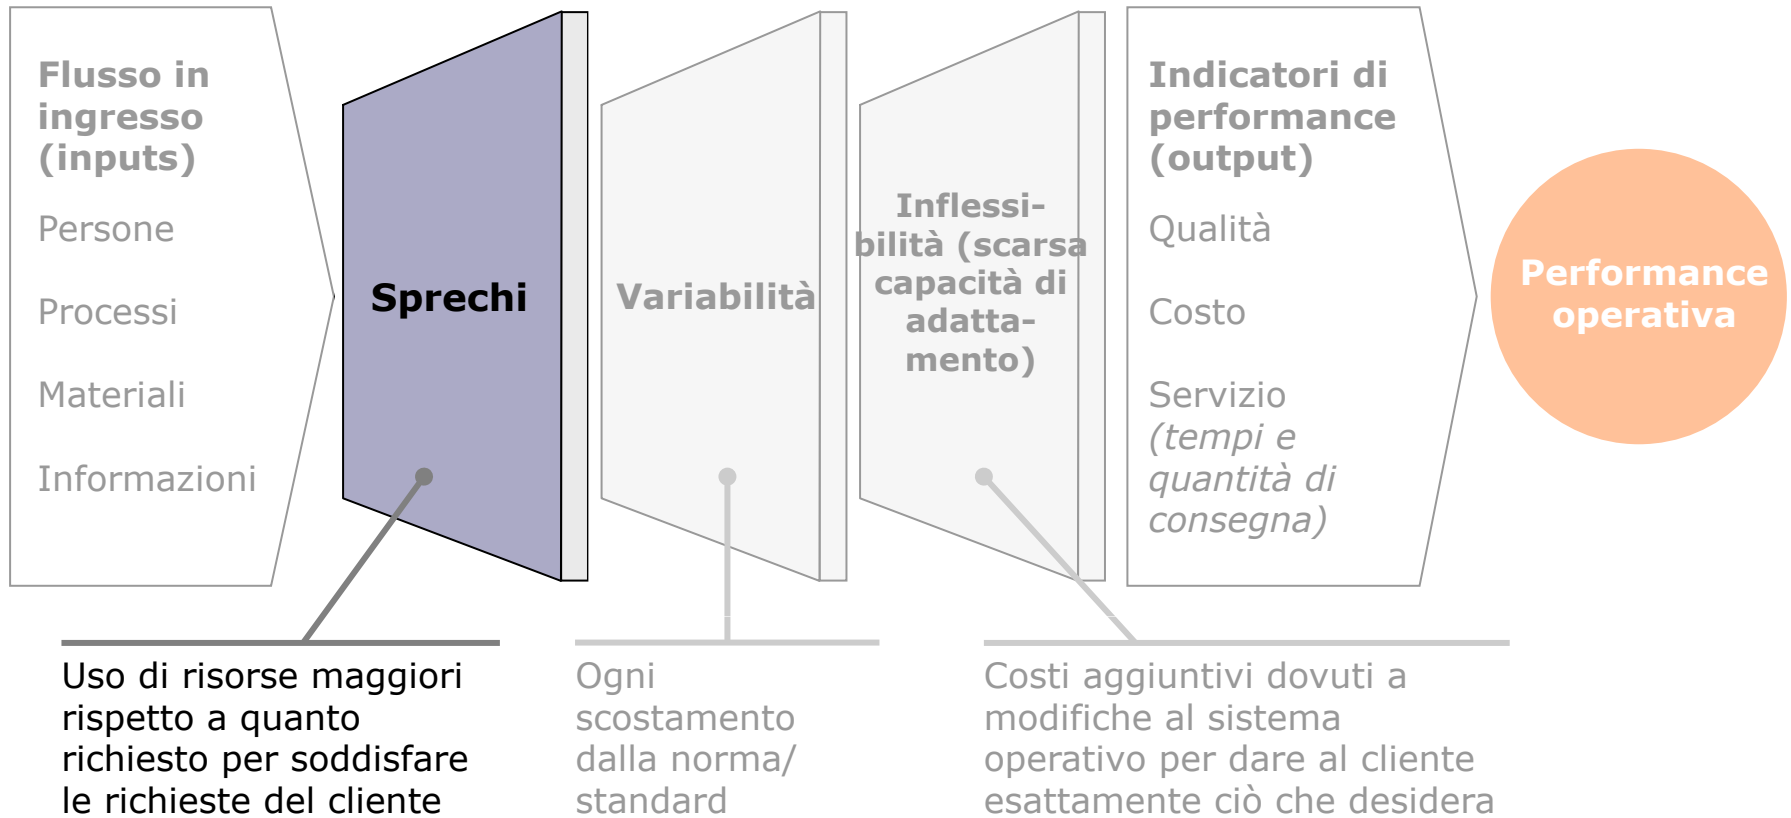 Flusso in
ingresso
(inputs)
Persone
Processi
Materiali
Informazioni
Sprechi
Variabilità
Inflessi-
bilità (scarsa
capacità di
adatta-
mento)
Indicatori di
performance
(output)
Qualità
Costo
Servizio
(tempi e
quantità di
consegna)
Performance
operativa
Uso di risorse maggiori
rispetto a quanto
richiesto per soddisfare
le richieste del cliente
Ogni
scostamento
dalla norma/
standard
Costi aggiuntivi dovuti a
modifiche al sistema
operativo per dare al cliente
esattamente ciò che desidera